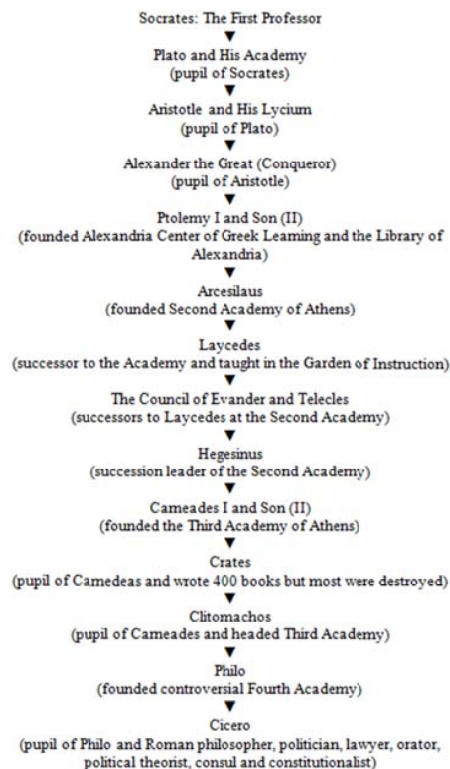 Socrates: The First Professor
▼
Plato and His Academy
(pupil of Socrates)
▼
Aristotle and His Lycium
(pupil of Plato)
▼
Alexander the Great (Conqueror)
(pupil of Aristotle)
▼
Ptolemy I and Son (II)
(founded Alexandria Center of Greek Learning and the Library of
Alexandria)
▼
Arcesilaus
(founded Second Academy of Athens)
▼
Laycedes
(successor to the Academy and taught in the Garden of Instruction)
▼
The Council of Evander and Telecles
(successors to Laycedes at the Second Academy)
▼
Hegesinus
(succession leader of the Second Academy)
▼
Carneades I and Son (II)
(founded the Third Academy of Athens)
▼
Crates
(pupil of Carnedeas and wrote 400 books but most were destroyed)
▼
Clitomachos
(pupil of Carneades and headed Third Academy)
▼
Philo
(founded controversial Fourth Academy)
▼
Cicero
(pupil of Philo and Roman philosopher, politician, lawyer, orator,
political theorist, consul and constitutionalist)